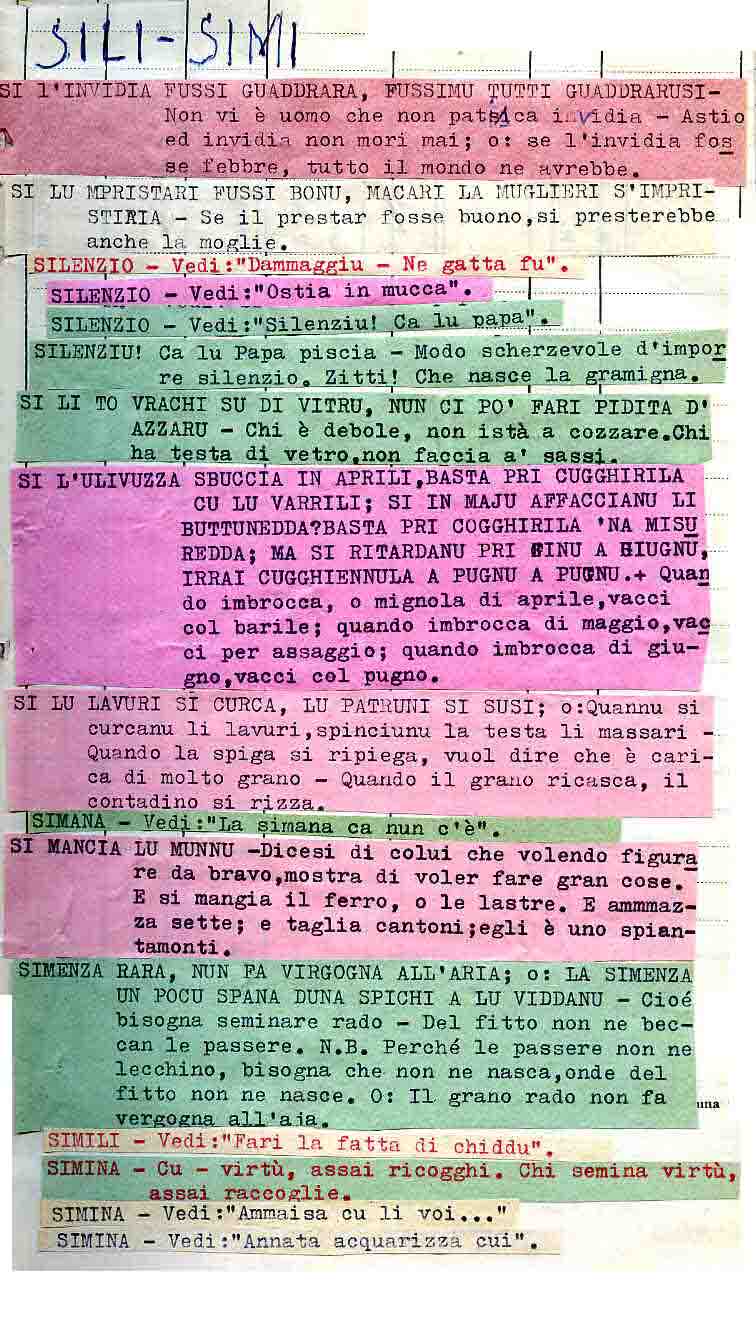 SILI-SIMI
SI l'INVIDIA FUSSI GUADDRARA, FUSSIMU TUTTI GUADDRARUSI-
Non vi è uomo che non patisca invidia - Astio
ed invidia non mori mai; o: se l'invidia fos
se febbre, tutto il mondo ne avrebbe.
SI LU MPRISTARI FUSSI BONU, MACARI LA MUGLIERI S'IMPRI-
STIRIA - Se il prestar fosse buono,si presterebbe
anche la moglie.
SILENZIO - Vedi:"Dammaggiu - Ne gatta fu".
SILENZIO - Vedi:"Ostia in mucca".
SILENZIO - Vedi:"Silenziu! Ca lu papa".
SILENZIU! Ca lu Papa piscia - Modo scherzevole d'impor
re silenzio. Zitti! Che nasce la gramigna.
SI LI TO VRACHI SU DI VITRU, NUN CI PO' FARI PIDITA D'
AZZARU - Chi è debole, non istà a cozzare.Chi
ha testa di vetro,non faccia a' sassi.
SI L'ULIVUZZA SBUCCIA IN APRILI,BASTA PRI CUGGHIRILA
CU LU VARRILI; SI IN MAJU AFFACCIANU LI
BUTTUNEDDA?BASTA PRI COGGHIRILA 'NA MISU
REDDA; MA SI RITARDANU PRI FINU A GIUGNU,
IRRAI CUGGHIENNULA A PUGNU A PUGNU.+ Quan
do imbrocca, o mignola di aprile,vacci
col barile; quando imbrocca di maggio,vac
ci per assaggio; quando imbrocca di giu-
gno,vacci col pugno.
SI LU LAVURI SI CURCA, LU PATRUNI SI SUSI; o:Quannu si
curcanu li lavuri,spinciunu la testa li massari -
Quando la spiga si ripiega, vuol dire che è cari-
ca di molto grano - Quando il grano ricasca, il
contadino si rizza.
SIMANA - Vedi:"La simana ca nun c'è".
SI MANCIA LU MUNNU -Dicesi di colui che volendo figura
re da bravo,mostra di voler fare gran cose.
E si mangia il ferro, o le lastre. E ammmaz-
za sette; e taglia cantoni;egli è uno spian-
tamonti.
SIMENZA RARA, NUN FA VIRGOGNA ALL'ARIA; o: LA SIMENZA
UN POCU SPANA DUNA SPICHI A LU VIDDANU - Cioé
bisogna seminare rado - Del fitto non ne bec-
can le passere. N.B. Perché le passere non ne
lecchino, bisogna che non ne nasca,onde del
fitto non ne nasce. O: Il grano rado non fa
vergogna all'aja.
una
SIMILI - Vedi:"Fari la fatta di chiddu".
SIMINA - Cu - virtù, assai ricogghi. Chi semina virtù,
assai raccoglie.
SIMINA - Vedi:"Ammaisa cu li voi..."
SIMINA - Vedi:"Annata acquarizza cui".